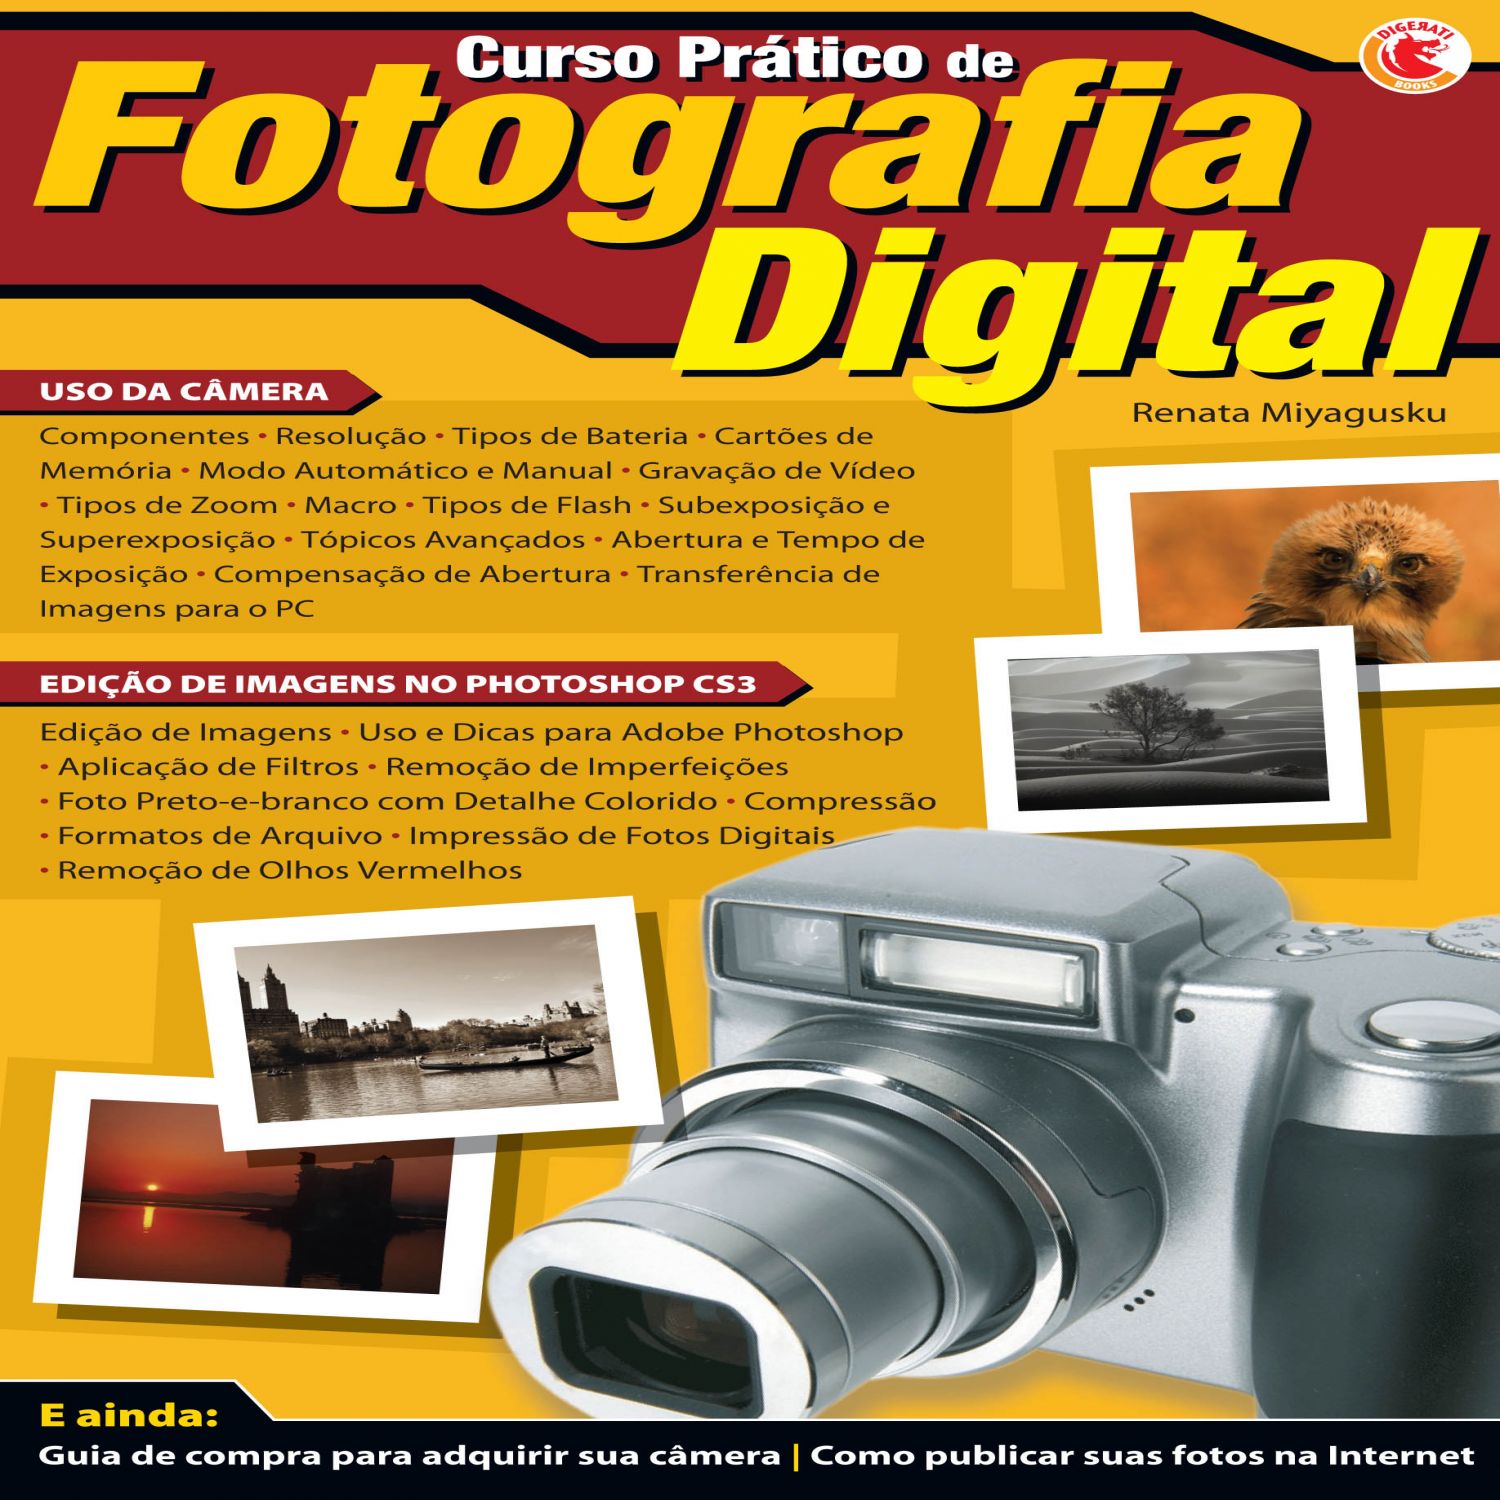 Curso Prático de
Fotografia
Digital
DIGERATI
BOOKS
Renata Miyagusku
USO DA CÂMERA
Componentes • Resolução • Tipos de Bateria • Cartões de
Memória • Modo Automático e Manual • Gravação de Vídeo
• Tipos de Zoom • Macro • Tipos de Flash • Subexposição e
Superexposição • Tópicos Avançados • Abertura e Tempo de
Exposição • Compensação de Abertura • Transferência de
Imagens para o PC
EDIÇÃO DE IMAGENS NO PHOTOSHOP CS3
Edição de Imagens • Uso e Dicas para Adobe Photoshop
• Aplicação de Filtros • Remoção de Imperfeições
• Foto Preto-e-branco com Detalhe Colorido • Compressão
• Formatos de Arquivo • Impressão de Fotos Digitais
• Remoção de Olhos Vermelhos
E ainda:
Guia de compra para adquirir sua câmera | Como publicar suas fotos na Internet